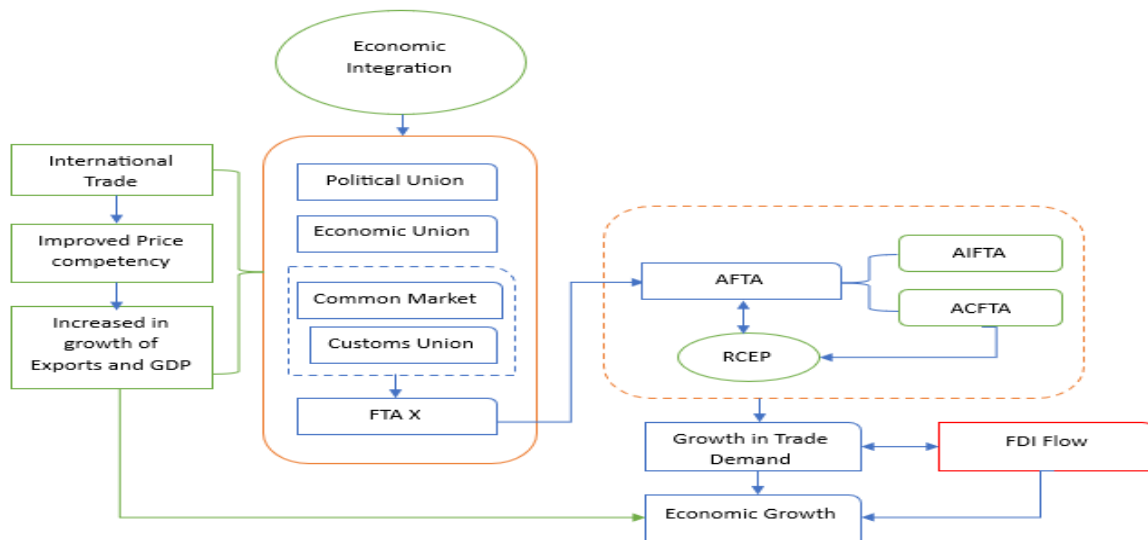 Economic
Integration
International
Trade
Improved Price
competency
Increased in
growth of
Exports and GDP
Political Union
Economic Union
Common Market
Customs Union
FTA X
AFTA
AIFTA
ACFTA
RCEP
Growth in Trade
Demand
FDI Flow
Economic Growth